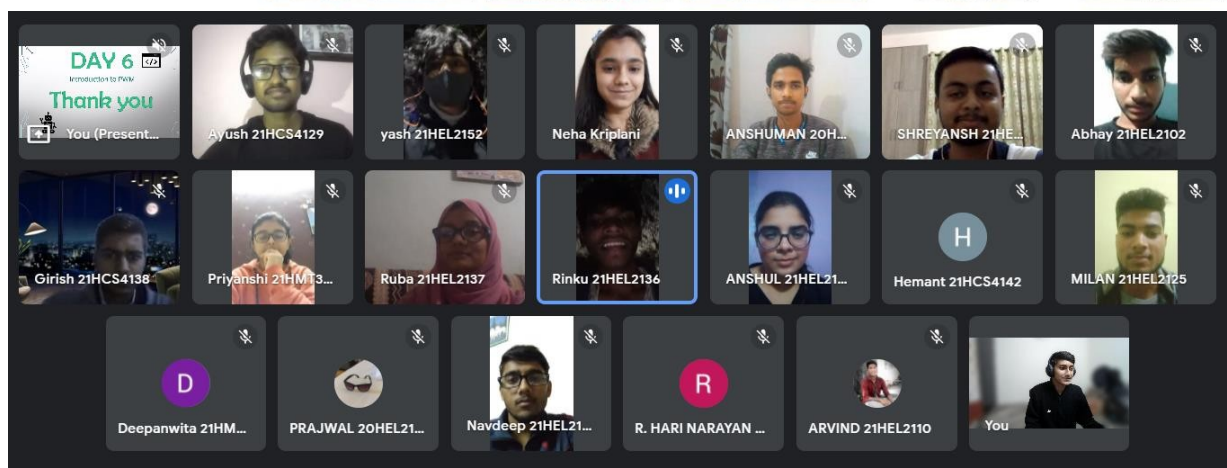 DAY 6 </>
Introduction to PWM
Thank you
You (Present...
Ayush 21HCS4129
yash 21HEL2152
Neha Kriplani
ANSHUMAN 20H...
SHREYANSH 21HE...
Abhay 21HEL2102
Girish 21HCS4138
Priyanshi 21HMT3...
Ruba 21HEL2137
Rinku 21HEL2136
ANSHUL 21HEL21...
H
Hemant 21HCS4142
MILAN 21HEL2125
D
Deepanwita 21HM...
PRAJWAL 20HEL21...
Navdeep 21HEL21...
R
R. HARI NARAYAN ...
ARVIND 21HEL2110
You